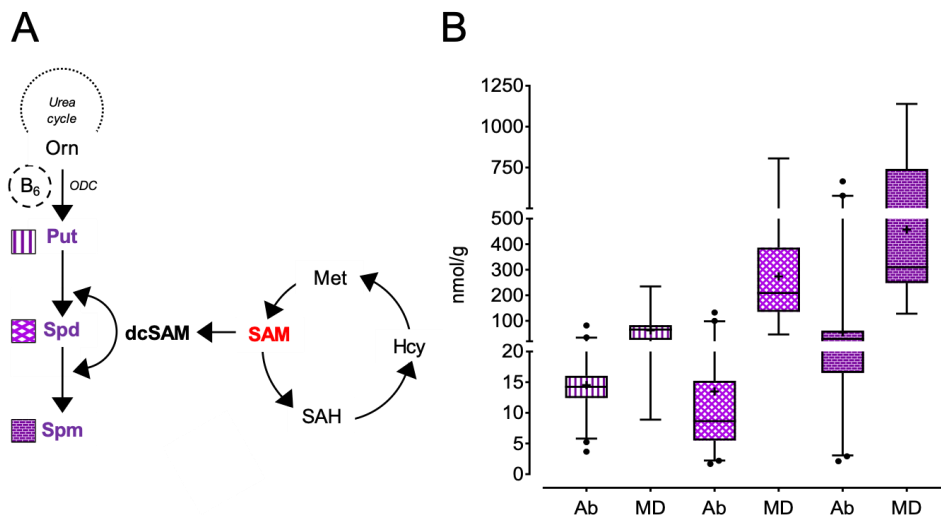 A
Urea
cycle
Orn
B6
ODC
Put
Spd
Spm
dcSAM
SAM
Met
Hcy
SAH
B
nmol/g
1250
1000
750
500
400
300
200
100
20
15
10
5
0
Ab
MD
Ab
MD
Ab
MD